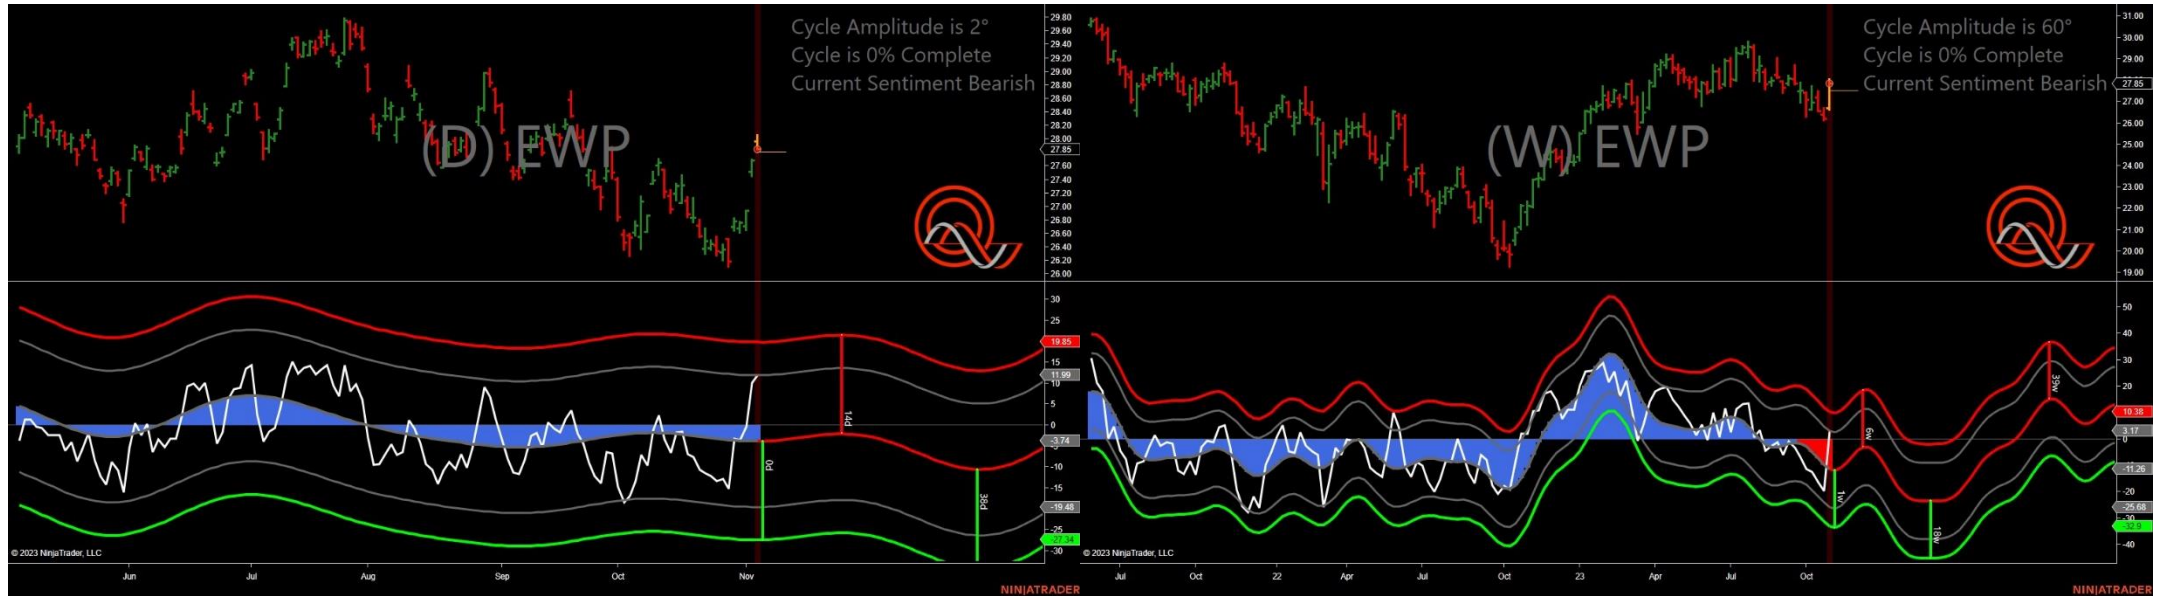 Cycle Amplitude is 2°
Cycle is 0% Complete
Current Sentiment Bearish
(D) EWP
29.80
29.60
29.40
29.20
29.00
28.80
28.60
28.40
28.20
28.00
27.85
27.60
27.40
27.20
27.00
26.80
26.60
26.40
26.20
26.00
30
25
19.85
15
11.99
10
5
0
-3.74
-10
-15
-19.48
-25
-27.34
-30
14d
0d
38d
© 2023 NinjaTrader, LLC
Jun Jul Aug Sep Oct Nov
NINJATRADER
Cycle Amplitude is 60°
Cycle is 0% Complete
Current Sentiment Bearish
(W) EWP
31.00
30.00
29.00
27.85
27.00
26.00
25.00
24.00
23.00
22.00
21.00
20.00
19.00
50
40
30
20
10.38
3.17
0
-11.26
-20
-25.68
-32.9
-40
39w
6w
1w
18w
© 2023 NinjaTrader, LLC
Jul Oct 22 Apr Jul Oct 23 Apr Jul Oct
NINJATRADER